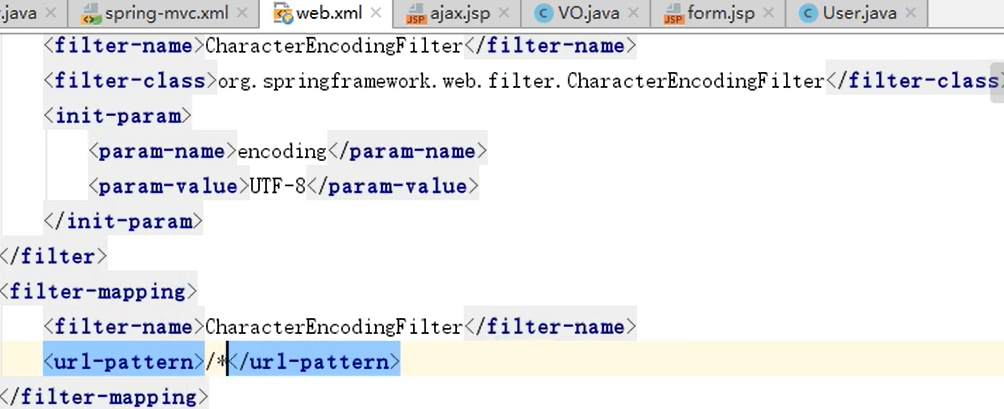 .java spring-mvc.xml web.xml ajax.jsp VO.java form.jsp User.java
<filter-name>CharacterEncodingFilter</filter-name>
<filter-class>org.springframework.web.filter.CharacterEncodingFilter</filter-class>
<init-param>
<param-name>encoding</param-name>
<param-value>UTF-8</param-value>
</init-param>
</filter>
<filter-mapping>
<filter-name>CharacterEncodingFilter</filter-name>
<url-pattern>/*</url-pattern>
</filter-mapping>